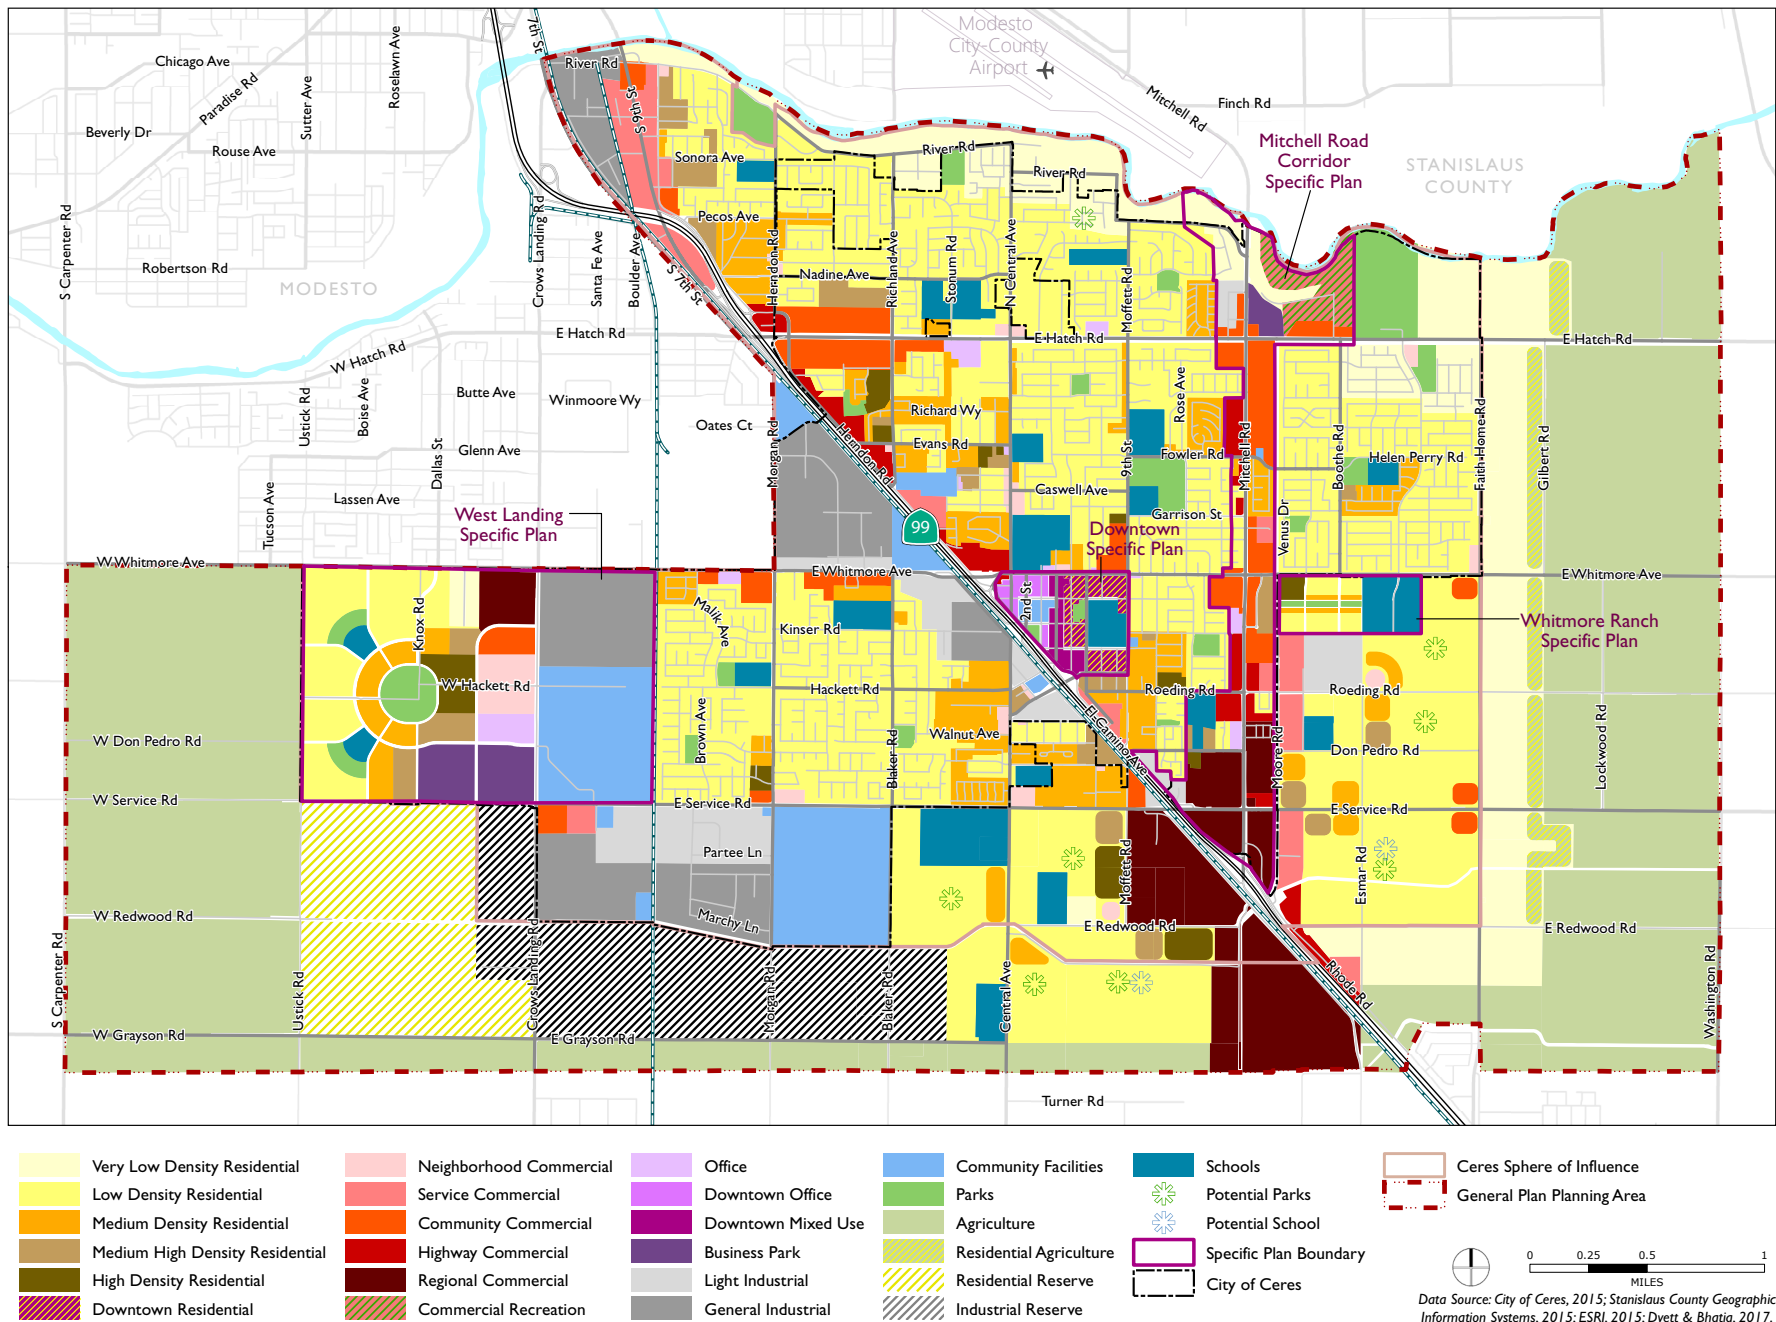 Modesto
City-County
Airport
7th St
Chicago Ave
Roselawn Ave
River Rd
Paradise Rd
Sutter Ave
S 9th St
Mitchell Rd
Finch Rd
Beverly Dr
Rouse Ave
Sonora Ave
River Rd
River Rd
Mitchell Road
Corridor
Specific Plan
STANISLAUS
COUNTY
S Carpenter Rd
Crows Landing Rd
Santa Fe Ave
Boulder Ave
Pecos Ave
Herndon Rd
Richland Ave
Stonum Rd
N Central Ave
Moffett Rd
Robertson Rd
MODESTO
S 7th St
Nadine Ave
E Hatch Rd
E Hatch Rd
E Hatch Rd
W Hatch Rd
Ustick Rd
Boise Ave
Butte Ave
Winmoore Wy
Oates Ct
Richard Wy
Rose Ave
Dallas St
Glenn Ave
Morgan Rd
Herndon Rd
Evans Rd
9th St
Fowler Rd
Mitchell Rd
Boothe Rd
Helen Perry Rd
Faith Home Rd
Gilbert Rd
Tucson Ave
Lassen Ave
Caswell Ave
Garrison St
Venus Dr
West Landing
Specific Plan
99
Downtown
Specific Plan
W Whitmore Ave
E Whitmore Ave
E Whitmore Ave
Knox Rd
Malik Ave
Kinser Rd
2nd St
Whitmore Ranch
Specific Plan
W Hackett Rd
Hackett Rd
Roeding Rd
Roeding Rd
W Don Pedro Rd
Brown Ave
Blaker Rd
Walnut Ave
El Camino Ave
Moore Rd
Don Pedro Rd
Lockwood Rd
W Service Rd
E Service Rd
E Service Rd
Partee Ln
Moffett Rd
Esmar Rd
W Redwood Rd
Marchy Ln
E Redwood Rd
E Redwood Rd
S Carpenter Rd
Ustick Rd
Crows Landing Rd
Morgan Rd
Blaker Rd
Central Ave
Rhode Rd
Washington Rd
W Grayson Rd
E Grayson Rd
Turner Rd
Very Low Density Residential
Low Density Residential
Medium Density Residential
Medium High Density Residential
High Density Residential
Downtown Residential
Neighborhood Commercial
Service Commercial
Community Commercial
Highway Commercial
Regional Commercial
Commercial Recreation
Office
Downtown Office
Downtown Mixed Use
Business Park
Light Industrial
General Industrial
Community Facilities
Parks
Agriculture
Residential Agriculture
Residential Reserve
Industrial Reserve
Schools
Potential Parks
Potential School
Specific Plan Boundary
City of Ceres
Ceres Sphere of Influence
General Plan Planning Area
0 0.25 0.5 1
MILES
Data Source: City of Ceres, 2015; Stanislaus County Geographic
Information Systems, 2015; ESRI, 2015; Dyett & Bhatia, 2017.